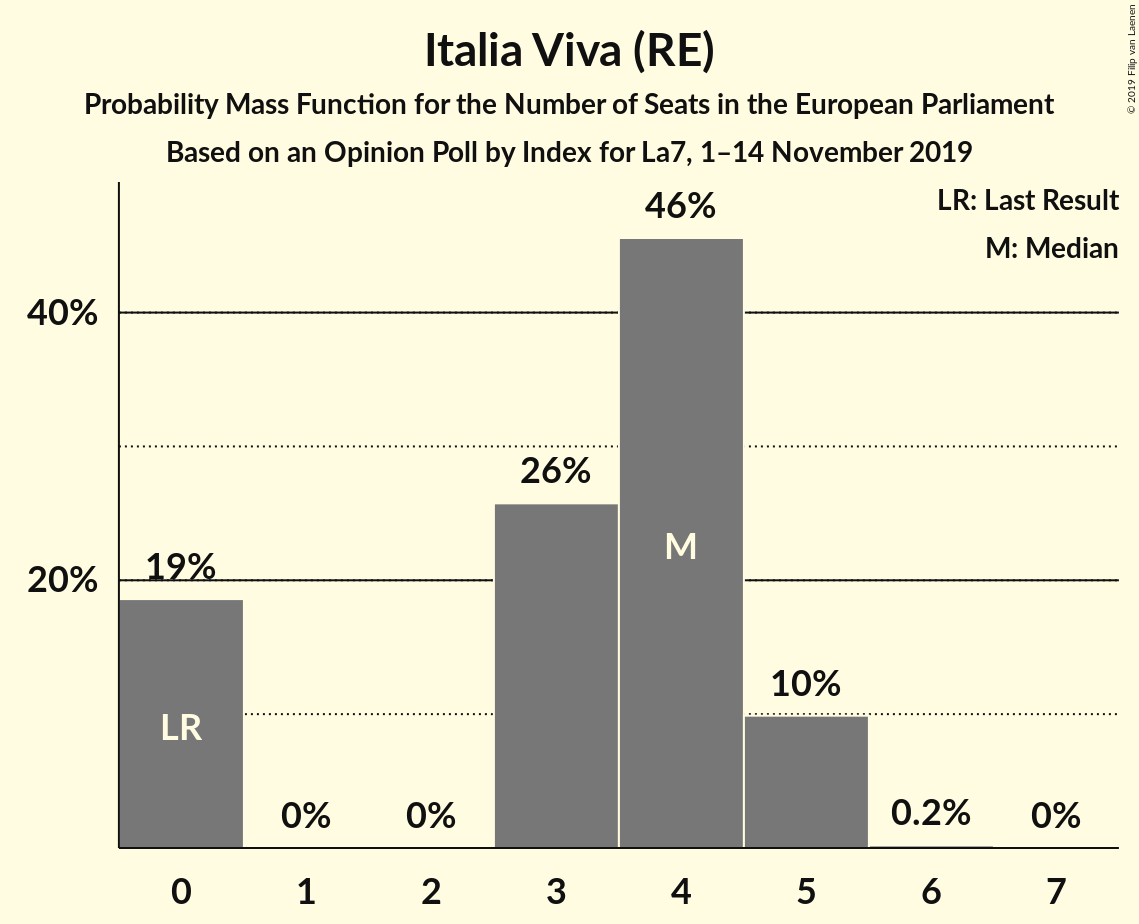 Italia Viva (RE)
Probability Mass Function for the Number of Seats in the European Parliament
Based on an Opinion Poll by Index for La7, 1–14 November 2019
© 2019 Filip van Laenen
LR: Last Result
M: Median
46%
40%
26%
M
19%
20%
10%
LR
0%
0%
0.2%
0%
0
1
2
3
4
5
6
7